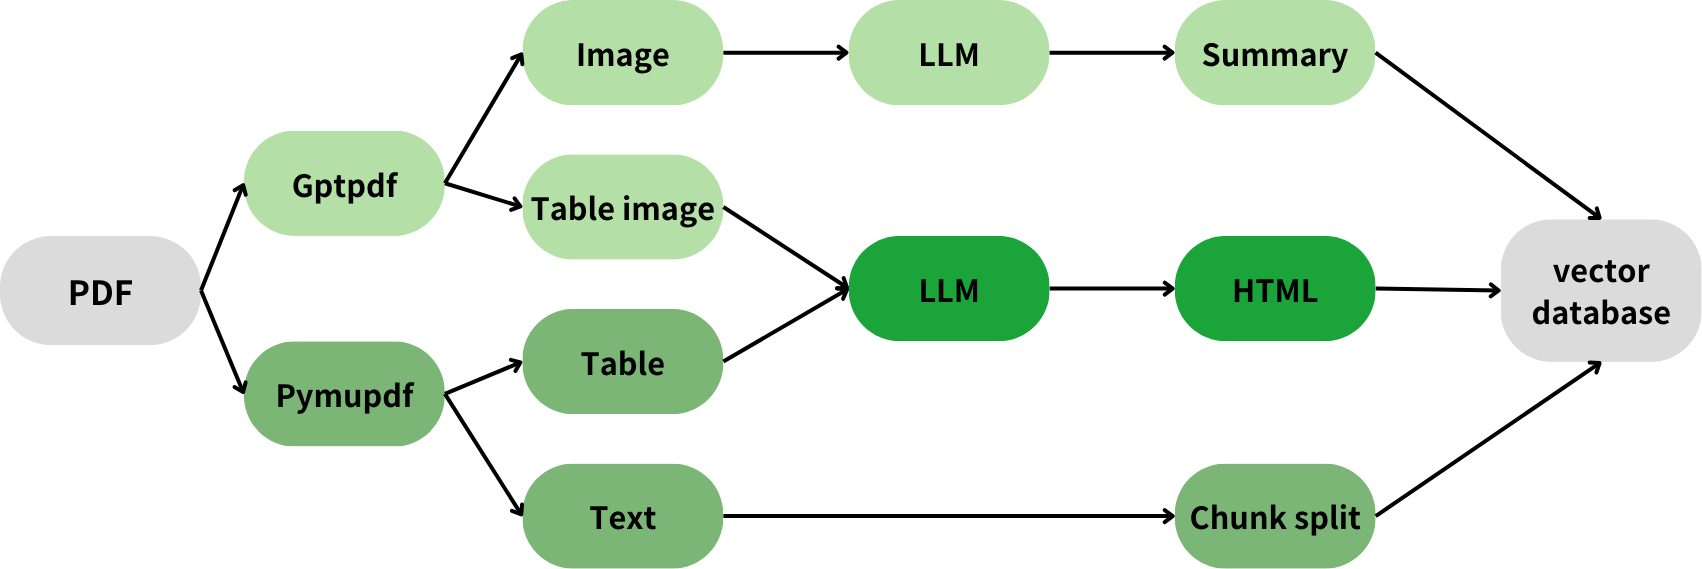 Image
LLM
Summary
Gptpdf
Table image
PDF
LLM
HTML
vector
database
Pymupdf
Table
Text
Chunk split